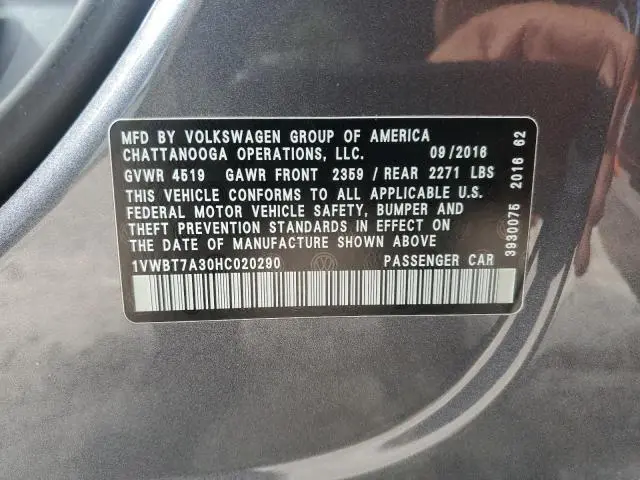 MFD BY VOLKSWAGEN GROUP OF AMERICA
CHATTANOOGA OPERATIONS, LLC. 09/2016
GVWR 4519 GAWR FRONT 2359 / REAR 2271 LBS
THIS VEHICLE CONFORMS TO ALL APPLICABLE U.S.
FEDERAL MOTOR VEHICLE SAFETY, BUMPER AND
THEFT PREVENTION STANDARDS IN EFFECT ON
THE DATE OF MANUFACTURE SHOWN ABOVE
1VWBT7A30HC020290 PASSENGER CAR
3930075 2016 62